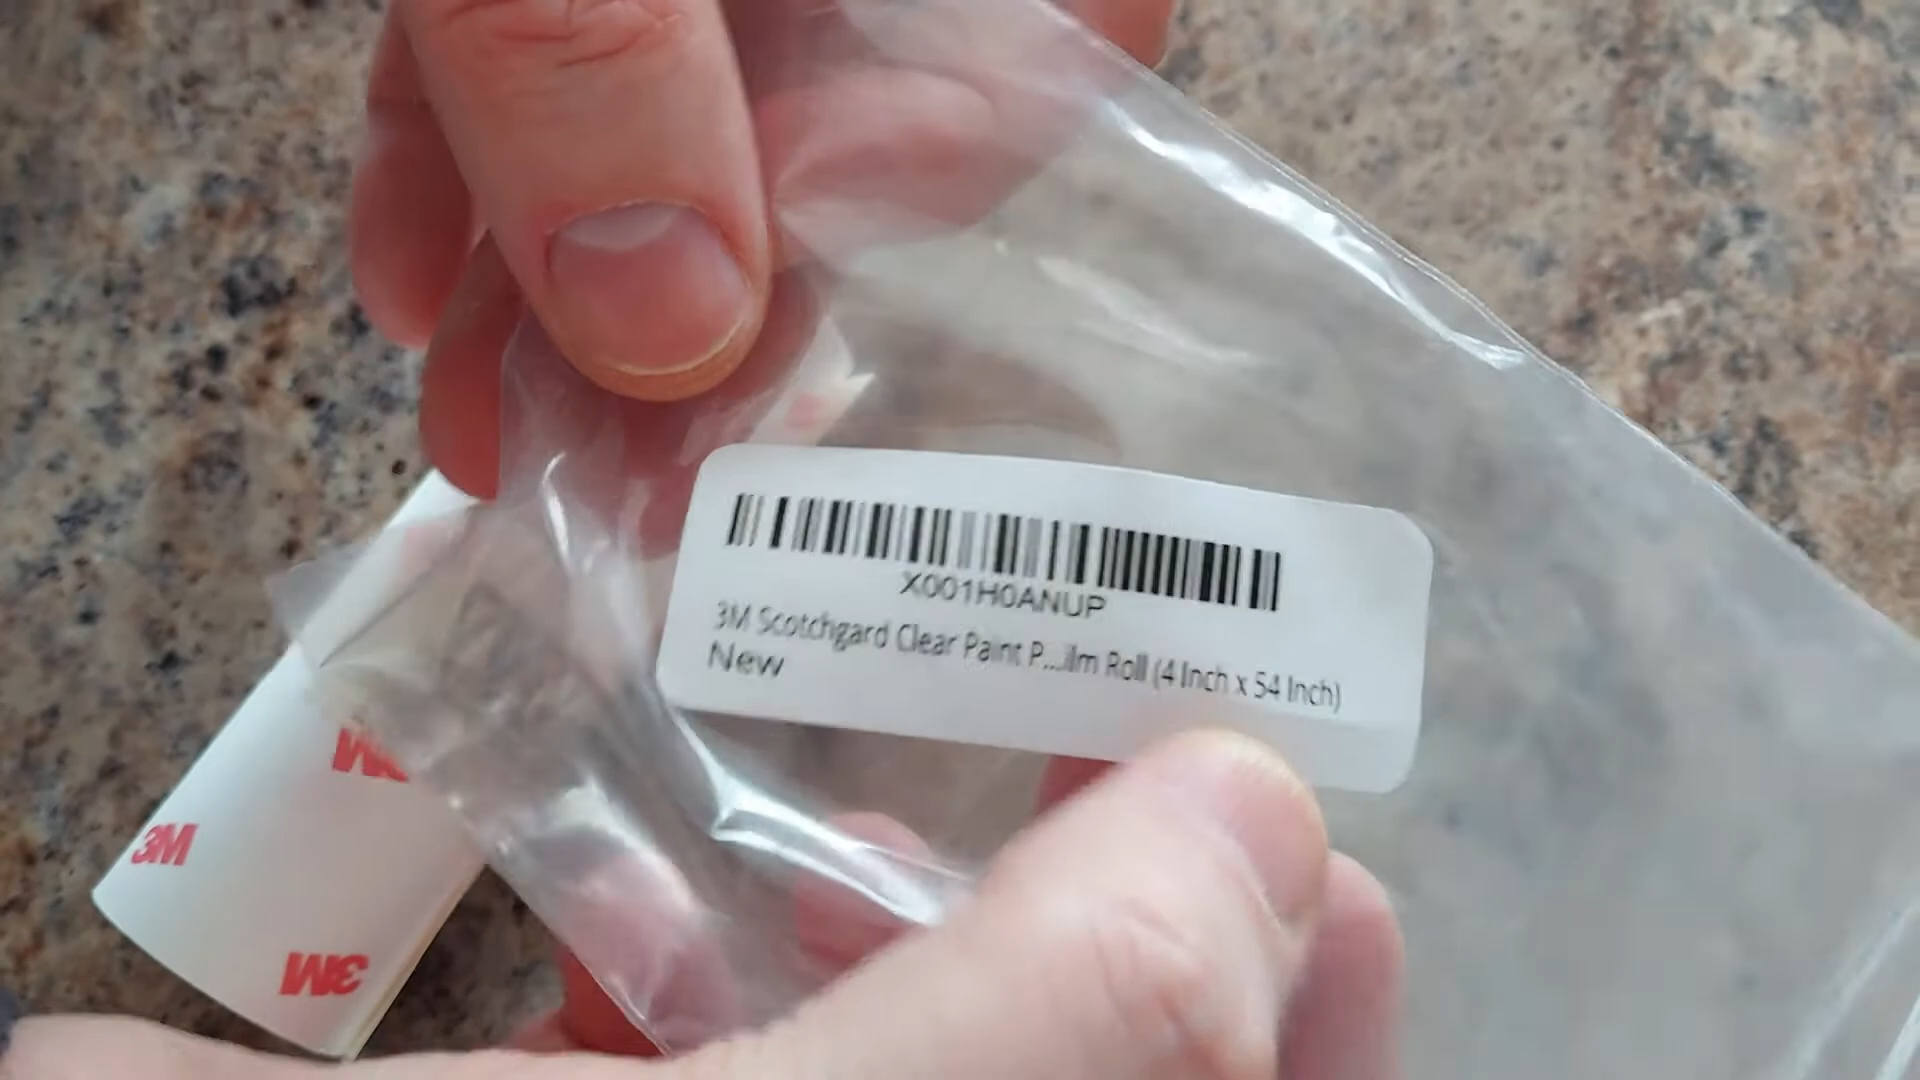 X001H0ANUP
3M Scotchgard Clear Paint P...ilm Roll (4 Inch x 54 Inch)
New
3M
3M
3M